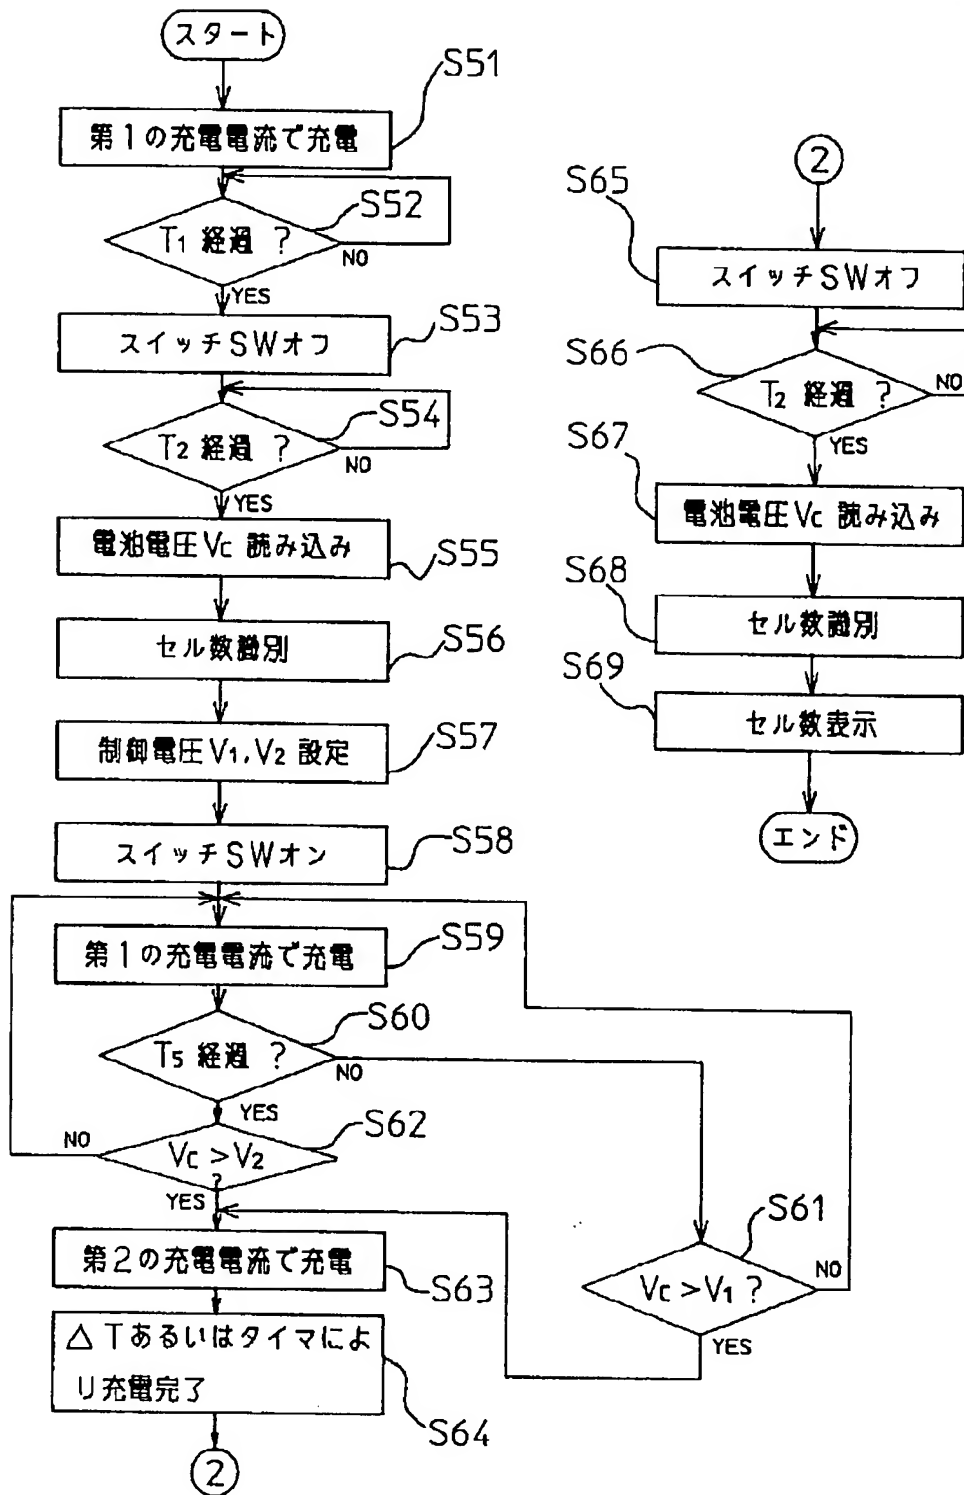 スタート
S51
第1の充電電流で充電
S52
T1 経過 ?
NO
YES
S53
スイッチSWオフ
S54
T2 経過 ?
NO
YES
電池電圧Vc 読み込み
S55
セル数識別
S56
制御電圧V1,V2 設定
S57
スイッチSWオン
S58
第1の充電電流で充電
S59
S60
T5 経過 ?
NO
YES
S62
NO
Vc>V2
?
YES
S61
Vc>V1 ?
NO
YES
第2の充電電流で充電
S63
△Tあるいはタイマによ
り充電完了
S64
2
2
S65
スイッチSWオフ
S66
T2 経過 ?
NO
YES
S67
電池電圧Vc 読み込み
S68
セル数識別
S69
セル数表示
エンド